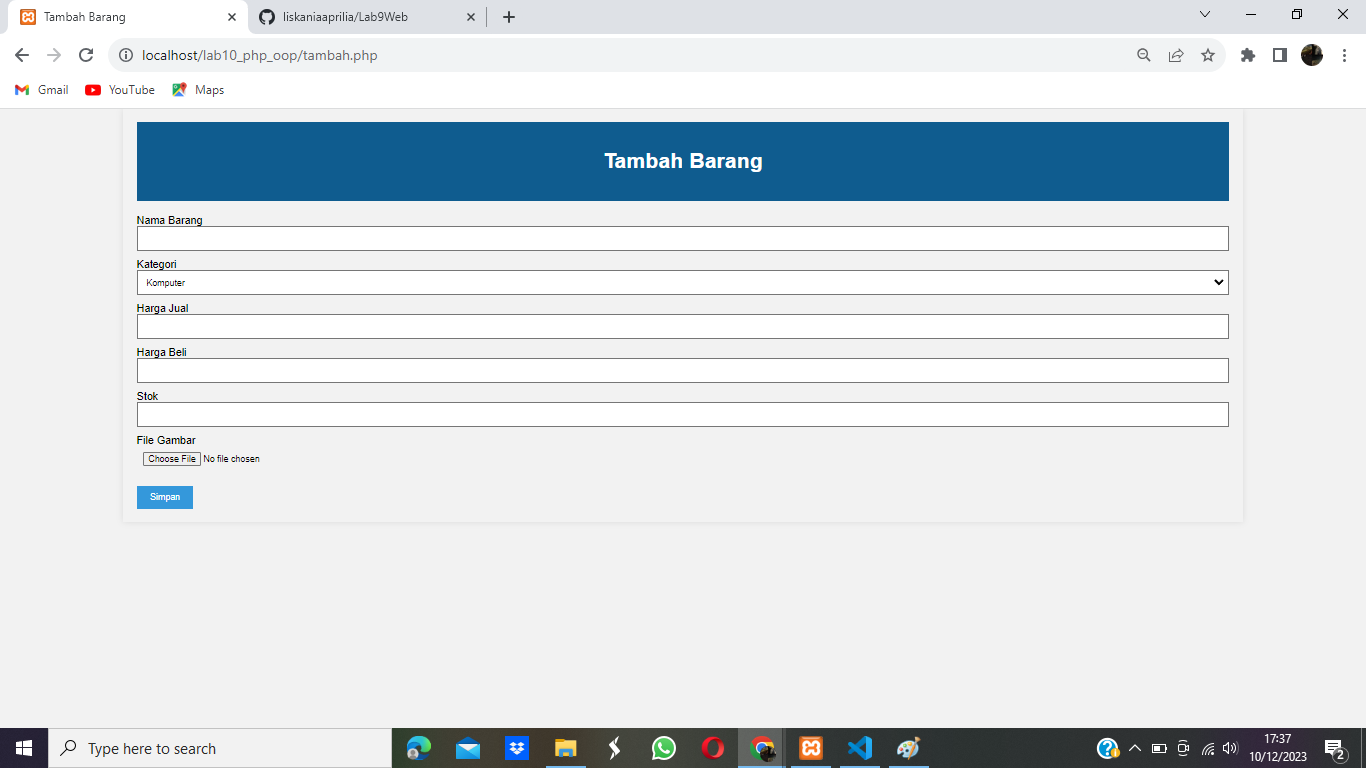 Tambah Barang
liskaniaaprilia/Lab9Web
localhost/lab10_php_oop/tambah.php
Gmail
YouTube
Maps
Tambah Barang
Nama Barang
Kategori
Komputer
Harga Jual
Harga Beli
Stok
File Gambar
Choose File No file chosen
Simpan
Type here to search
17:37
10/12/2023
2